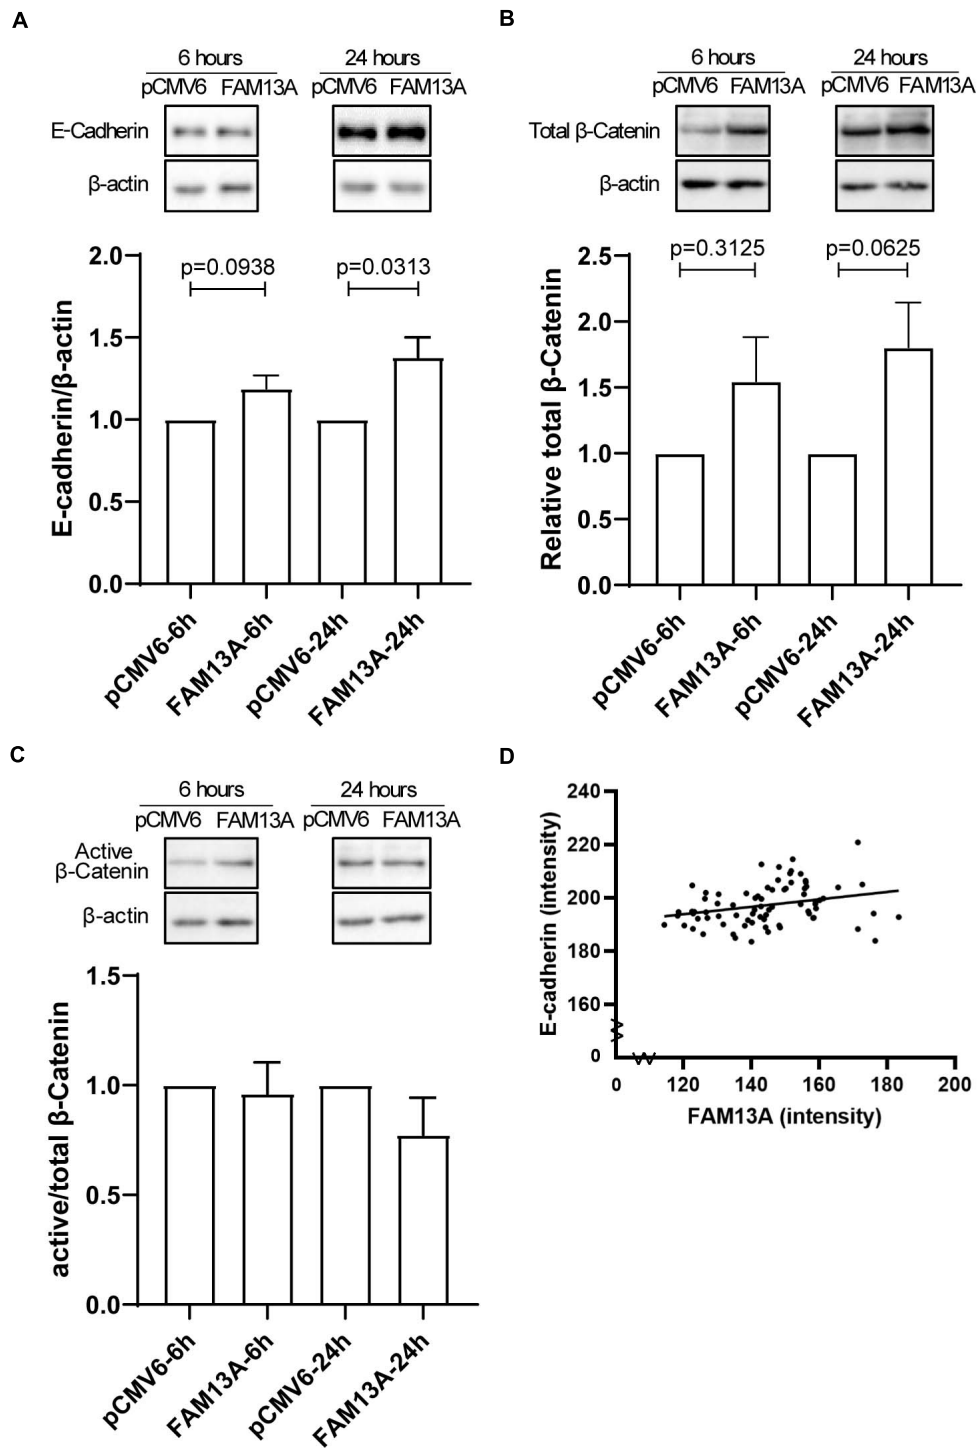 A
6 hours 24 hours
pCMV6 FAM13A pCMV6 FAM13A
E-Cadherin
β-actin
p=0.0938 p=0.0313
2.0
1.5
1.0
0.5
0.0
E-cadherin/β-actin
pCMV6-6h
FAM13A-6h
pCMV6-24h
FAM13A-24h
B
6 hours 24 hours
pCMV6 FAM13A pCMV6 FAM13A
Total β-Catenin
β-actin
p=0.3125 p=0.0625
2.5
2.0
1.5
1.0
0.5
0.0
Relative total β-Catenin
pCMV6-6h
FAM13A-6h
pCMV6-24h
FAM13A-24h
C
6 hours 24 hours
pCMV6 FAM13A pCMV6 FAM13A
Active
β-Catenin
β-actin
1.5
1.0
0.5
0.0
active/total β-Catenin
pCMV6-6h
FAM13A-6h
pCMV6-24h
FAM13A-24h
D
240
220
200
180
160
0
E-cadherin (intensity)
0 120 140 160 180 200
FAM13A (intensity)